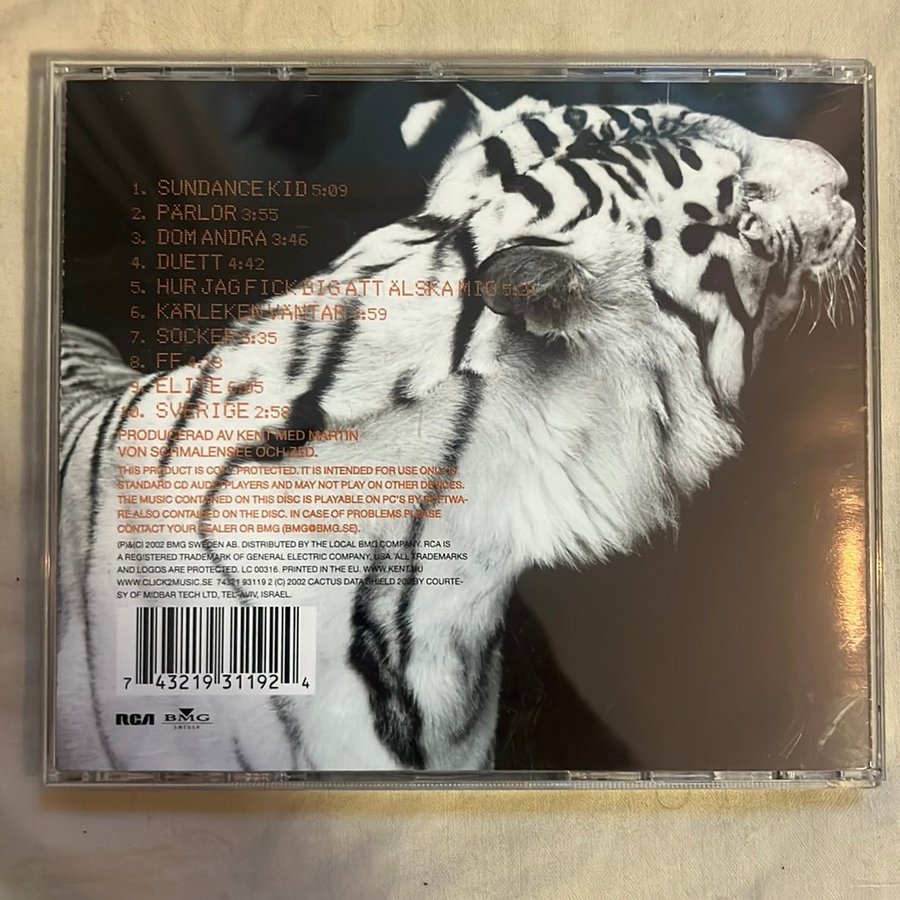 1. SUNDANCE KID 5:09
2. PÄRLOR 3:55
3. DOM ANDRA 3:46
4. DUETT 4:42
5. HUR JAG FICK DIG ATT ÄLSKA MIG
6. KÄRLEKEN VÄNTAR :59
7. SOCKER 3:35
8. FF
9. ELITE 6:05
10. SVERIGE 2:58
PRODUCERAD AV KENT MED MARTIN
VON SCHMALENSEE OCH ZED.
THIS PRODUCT IS COPY PROTECTED. IT IS INTENDED FOR USE ONLY IN
STANDARD CD AUDIO PLAYERS AND MAY NOT PLAY ON OTHER DEVICES.
THE MUSIC CONTAINED ON THIS DISC IS PLAYABLE ON PC'S BY SOFTWA-
RE ALSO CONTAINED ON THE DISC. IN CASE OF PROBLEMS PLEASE
CONTACT YOUR DEALER OR BMG (BMG@BMG.SE).
(P)&(C) 2002 BMG SWEDEN AB. DISTRIBUTED BY THE LOCAL BMG COMPANY. RCA IS
A REGISTERED TRADEMARK OF GENERAL ELECTRIC COMPANY, USA. ALL TRADEMARKS
AND LOGOS ARE PROTECTED. LC 00316. PRINTED IN THE EU. WWW.KENT.NU
WWW.CLICK2MUSIC.SE 74321 93119 2 (C) 2002 CACTUS DATA SHIELD 200 BY COURTE-
SY OF MIDBAR TECH LTD, TEL-AVIV, ISRAEL.
7 43219 31192 4
RCA BMG
SWEDEN